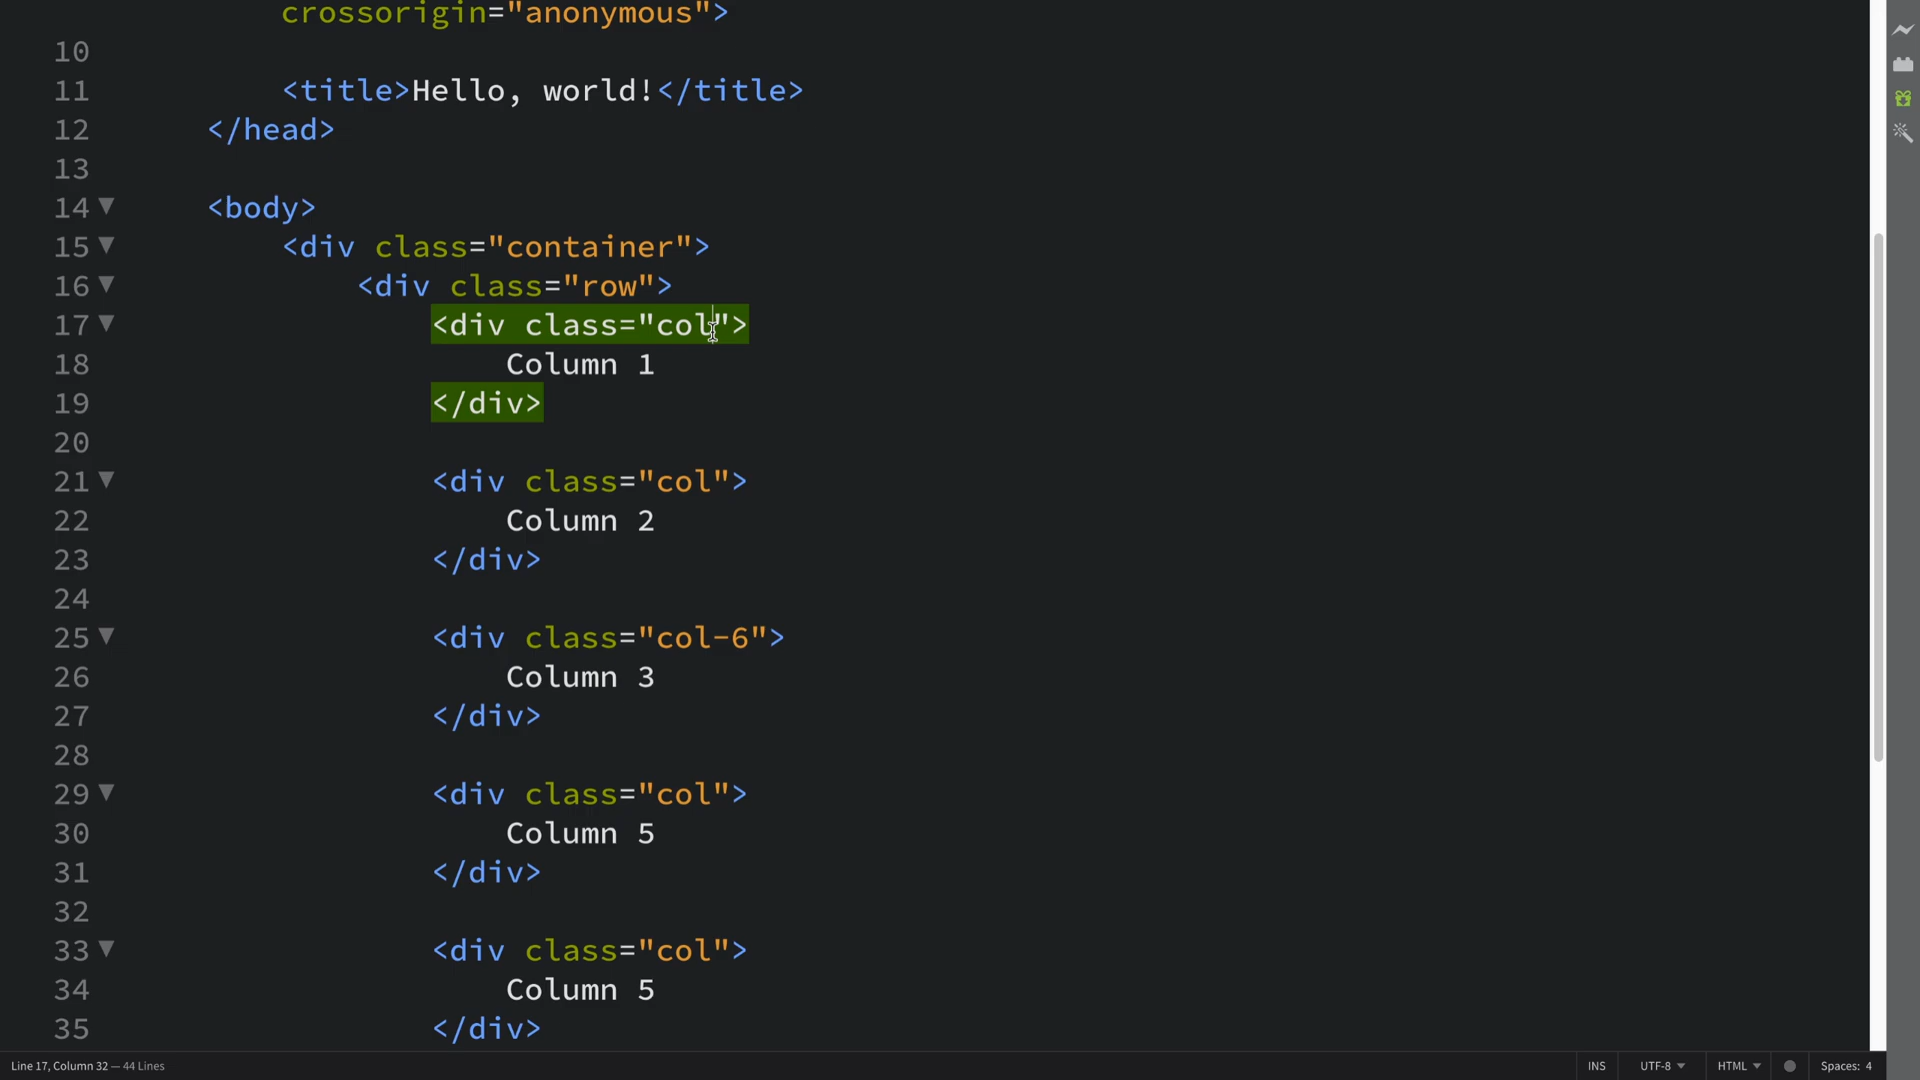 crossorigin="anonymous">
10
11 <title>Hello, world!</title>
12 </head>
13
14 <body>
15 <div class="container">
16 <div class="row">
17 <div class="col">
18 Column 1
19 </div>
20
21 <div class="col">
22 Column 2
23 </div>
24
25 <div class="col-6">
26 Column 3
27 </div>
28
29 <div class="col">
30 Column 5
31 </div>
32
33 <div class="col">
34 Column 5
35 </div>
Line 17, Column 32 — 44 Lines INS UTF-8 HTML Spaces: 4